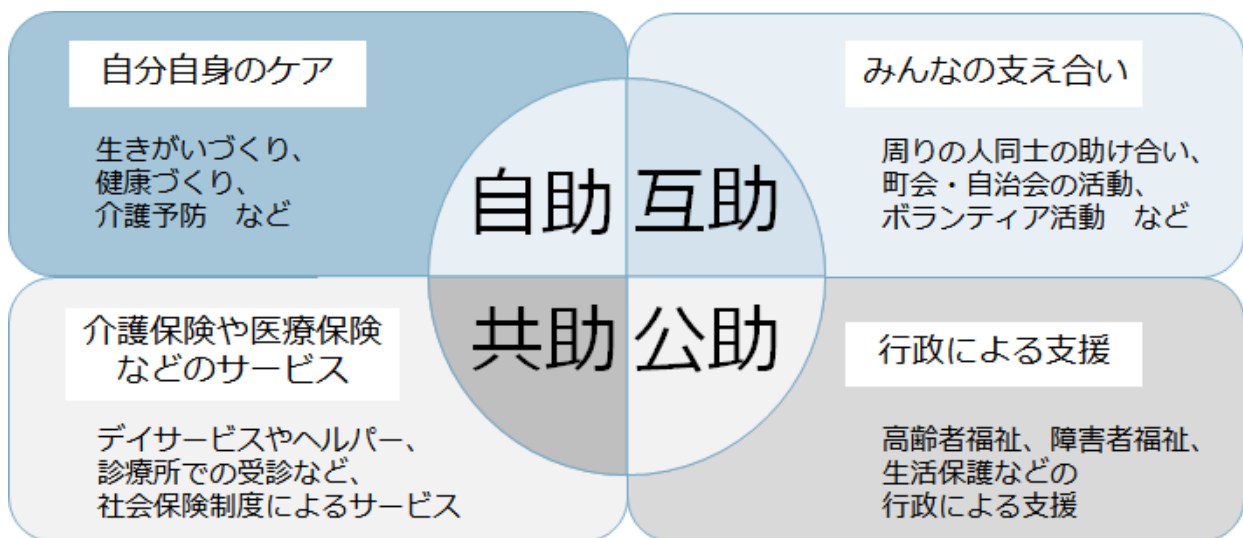 自分自身のケア
生きがいづくり、
健康づくり、
介護予防　など
みんなの支え合い
周りの人同士の助け合い、
町会・自治会の活動、
ボランティア活動　など
自助
互助
共助
公助
介護保険や医療保険
などのサービス
デイサービスやヘルパー、
診療所での受診など、
社会保険制度によるサービス
行政による支援
高齢者福祉、障害者福祉、
生活保護などの
行政による支援